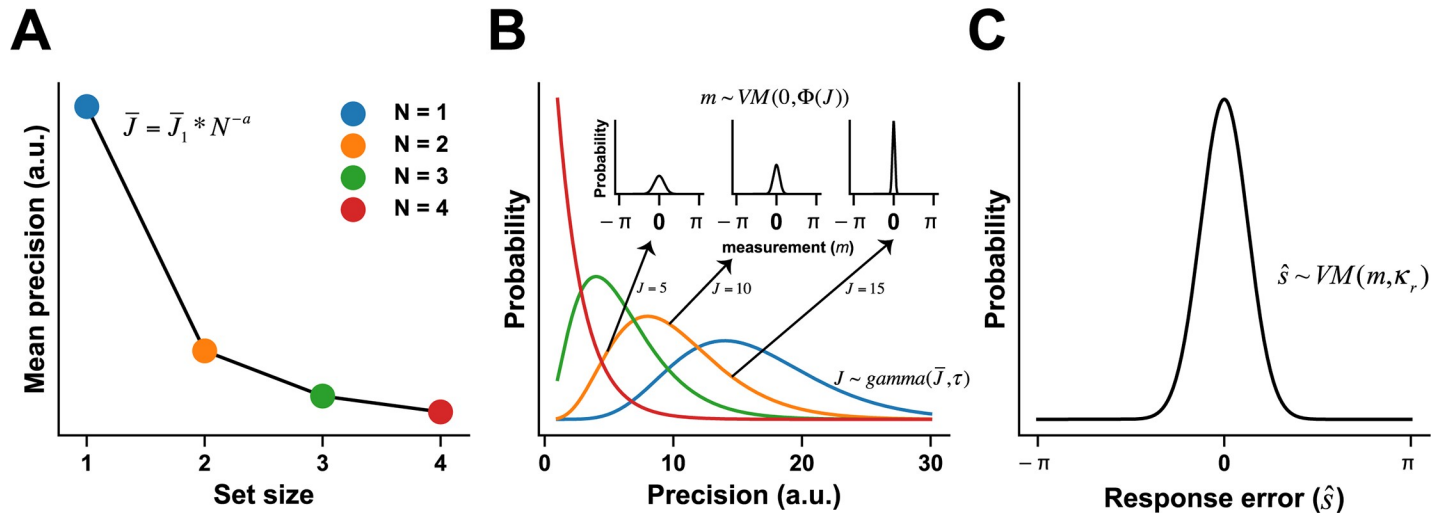 A
Mean precision (a.u.)
J̅ = J̅₁ * N⁻ᵃ
N = 1
N = 2
N = 3
N = 4
1 2 3 4
Set size
B
Probability
m ~ VM(0,Φ(J))
Probability
− π 0 π
− π 0 π
− π 0 π
measurement (m)
J = 5
J = 10
J = 15
J ~ gamma(J̅,τ)
0 10 20 30
Precision (a.u.)
C
Probability
ŝ ~ VM(m,κᵣ)
− π 0 π
Response error (ŝ)